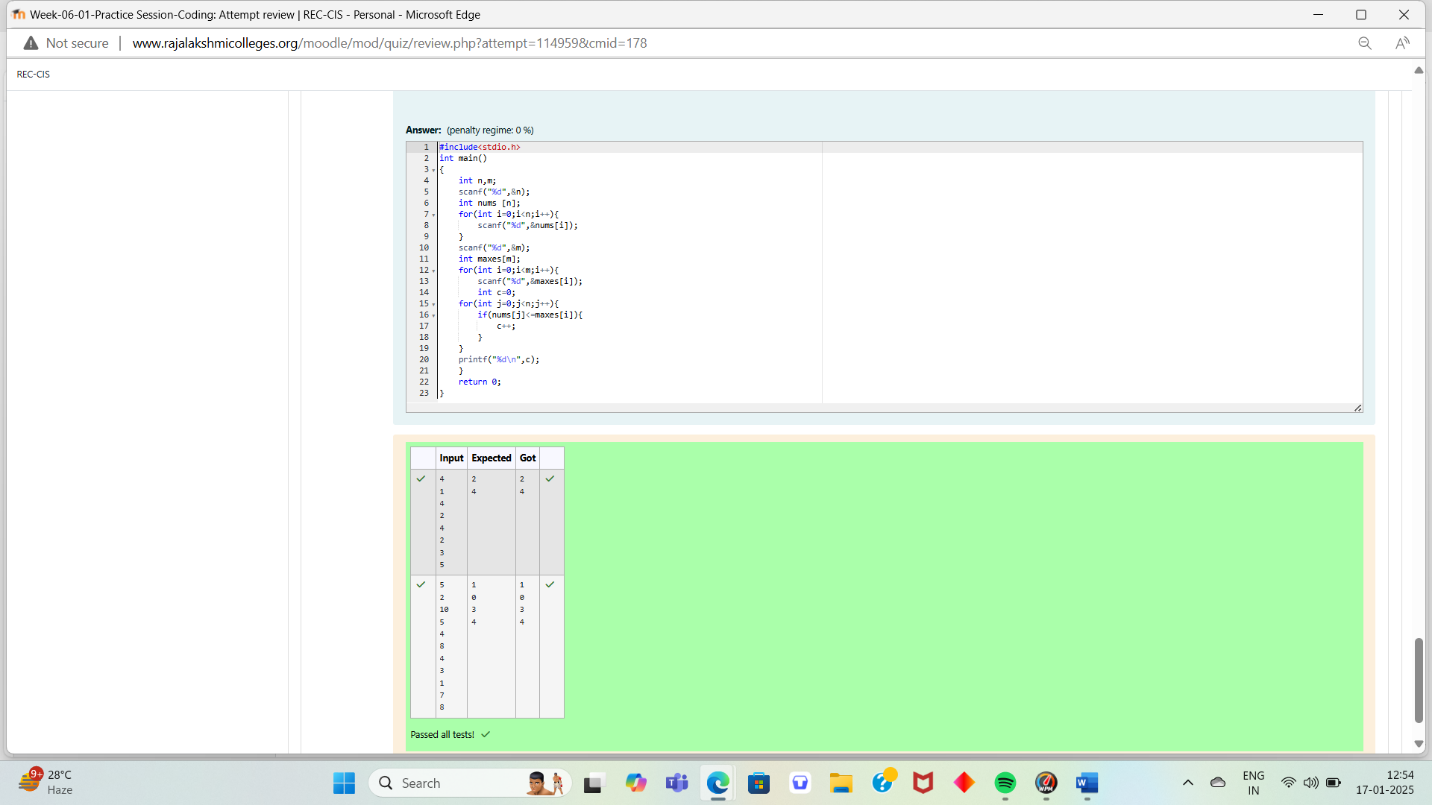 Week-06-01-Practice Session-Coding: Attempt review | REC-CIS - Personal - Microsoft Edge
Not secure | www.rajalakshmicolleges.org/moodle/mod/quiz/review.php?attempt=114959&cmid=178
REC-CIS
Answer: (penalty regime: 0 %)
1 #include<stdio.h>
2 int main()
3 {
4 int n,m;
5 scanf("%d",&n);
6 int nums [n];
7 for(int i=0;i<n;i++){
8 scanf("%d",&nums[i]);
9 }
10 scanf("%d",&m);
11 int maxes[m];
12 for(int i=0;i<m;i++){
13 scanf("%d",&maxes[i]);
14 int c=0;
15 for(int j=0;j<n;j++){
16 if(nums[j]<=maxes[i]){
17 c++;
18 }
19 }
20 printf("%d\n",c);
21 }
22 return 0;
23 }
Input Expected Got
4 2 2
1 4 4
4
2
4
2
3
5
5 1 1
2 0 0
10 3 3
5 4 4
4
8
4
3
1
7
8
Passed all tests!
9+ 28°C
Haze
Search
WPM
W
ENG
IN
12:54
17-01-2025